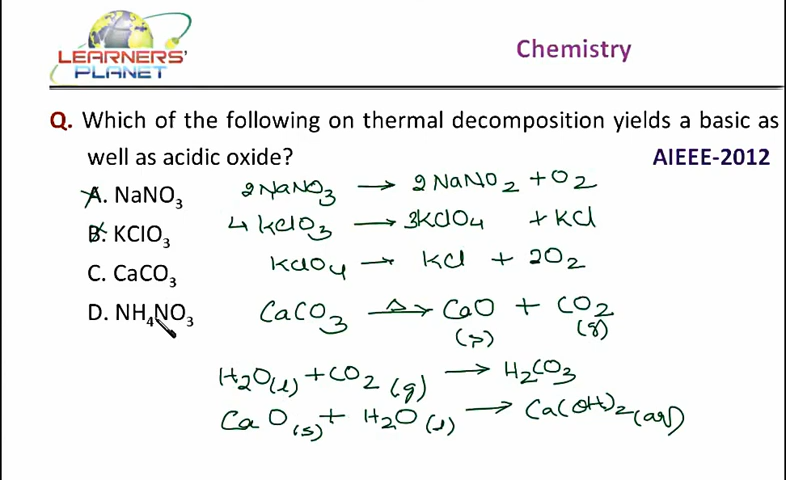 LEARNERS'
PLANET
Chemistry
Q. Which of the following on thermal decomposition yields a basic as
well as acidic oxide? AIEEE-2012
A. NaNO₃ 2NaNO₃ → 2NaNO₂ + O₂
B. KClO₃ 4KClO₃ → 3KClO₄ + KCl
KClO₄ → KCl + 2O₂
C. CaCO₃
D. NH₄NO₃ CaCO₃ Δ→ CaO + CO₂
(s) (g)
H₂O(l) + CO₂(g) → H₂CO₃
CaO(s) + H₂O(l) → Ca(OH)₂(aq)